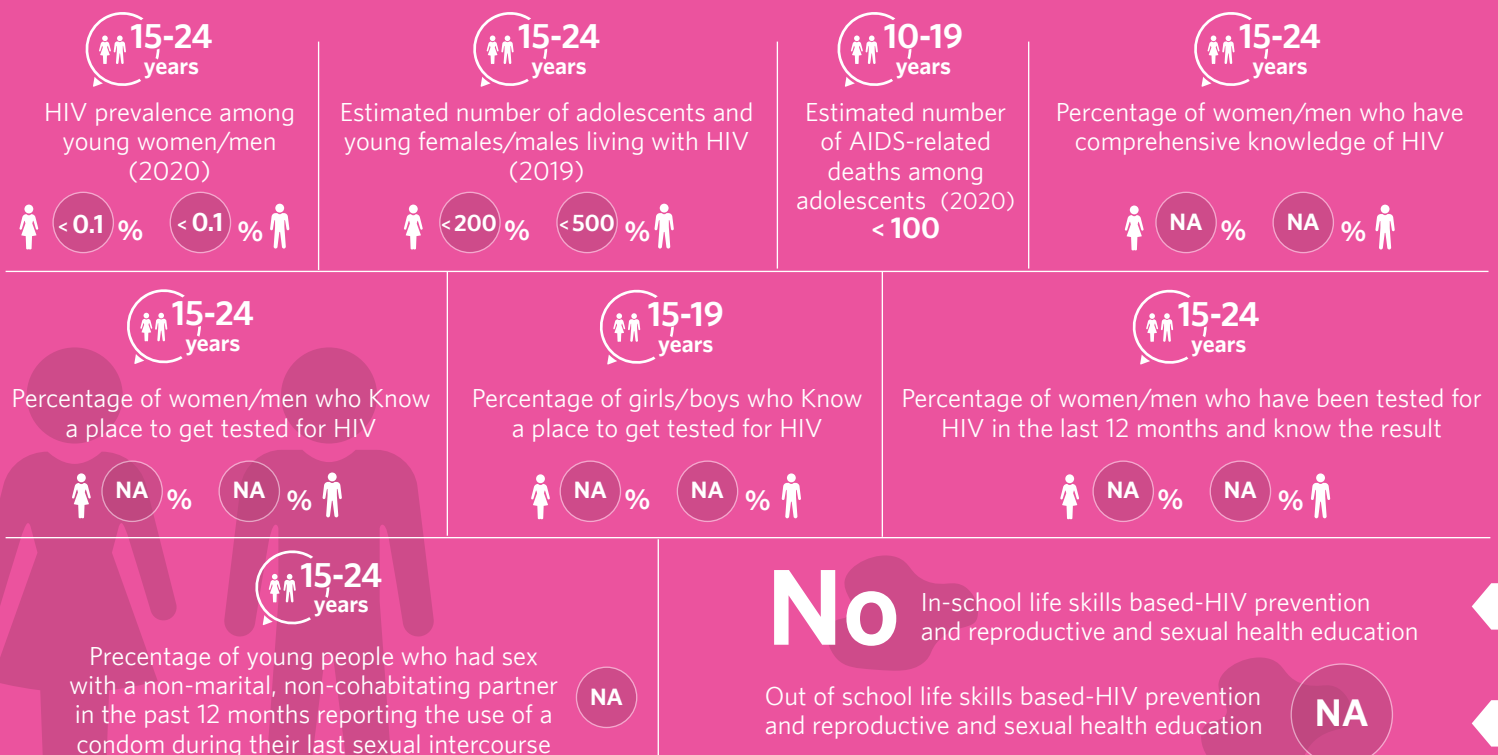 15-24
years
HIV prevalence among
young women/men
(2020)
< 0.1 % < 0.1 %
15-24
years
Estimated number of adolescents and
young females/males living with HIV
(2019)
<200 % <500 %
10-19
years
Estimated number
of AIDS-related
deaths among
adolescents (2020)
< 100
15-24
years
Percentage of women/men who have
comprehensive knowledge of HIV
NA % NA %
15-24
years
Percentage of women/men who Know
a place to get tested for HIV
NA % NA %
15-19
years
Percentage of girls/boys who Know
a place to get tested for HIV
NA % NA %
15-24
years
Percentage of women/men who have been tested for
HIV in the last 12 months and know the result
NA % NA %
15-24
years
Precentage of young people who had sex
with a non-marital, non-cohabitating partner
in the past 12 months reporting the use of a
condom during their last sexual intercourse
NA
No
In-school life skills based-HIV prevention
and reproductive and sexual health education
Out of school life skills based-HIV prevention
and reproductive and sexual health education
NA